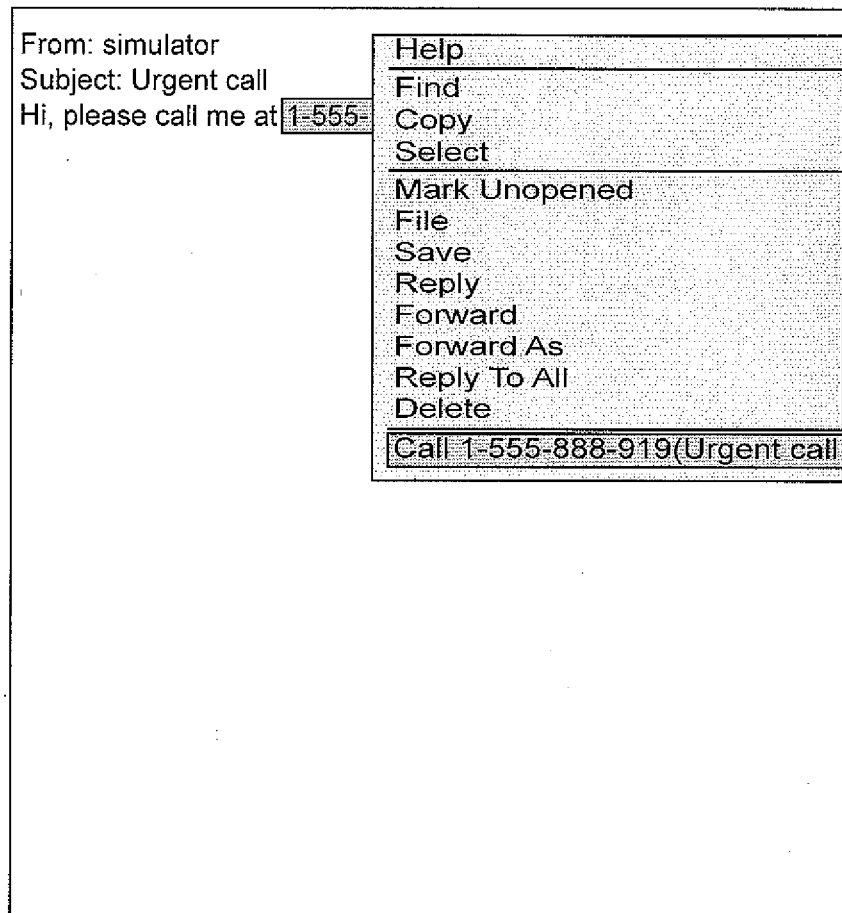 From: simulator
Subject: Urgent call
Hi, please call me at 1-555-
Help
Find
Copy
Select
Mark Unopened
File
Save
Reply
Forward
Forward As
Reply To All
Delete
Call 1-555-888-919(Urgent call